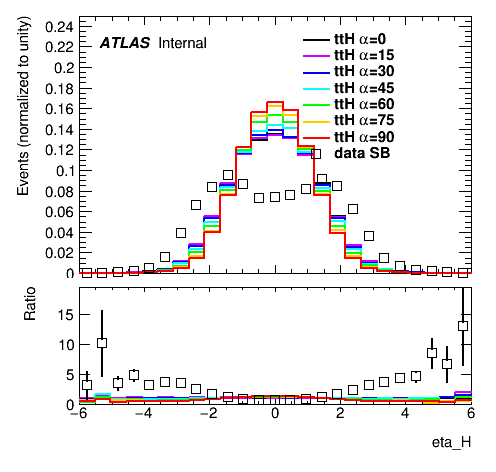 ATLAS Internal
ttH α=0
ttH α=15
ttH α=30
ttH α=45
ttH α=60
ttH α=75
ttH α=90
data SB
Events (normalized to unity)
0.24
0.22
0.2
0.18
0.16
0.14
0.12
0.1
0.08
0.06
0.04
0.02
0
Ratio
15
10
5
0
−6 −4 −2 0 2 4 6
eta_H